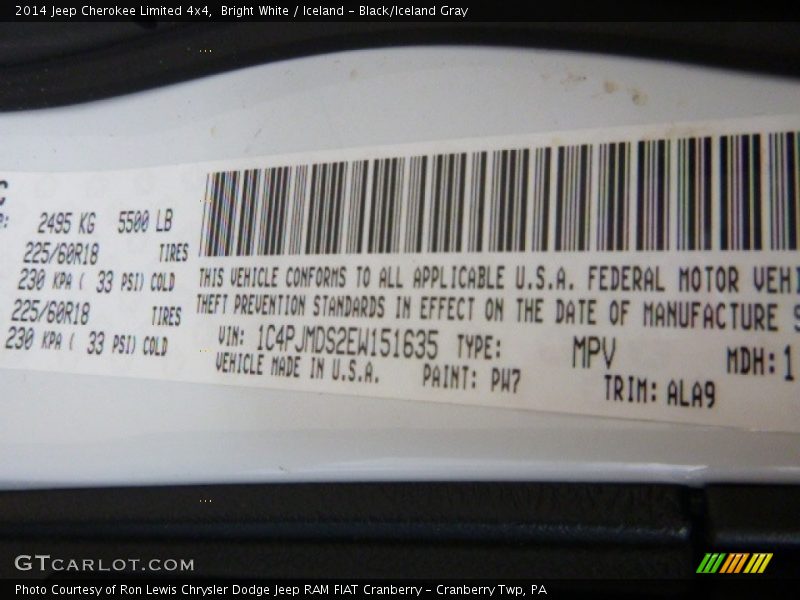 2014 Jeep Cherokee Limited 4x4,  Bright White / Iceland - Black/Iceland Gray
2495 KG 5500 LB
225/60R18 TIRES
230 KPA ( 33 PSI) COLD
225/60R18 TIRES
230 KPA ( 33 PSI) COLD
THIS VEHICLE CONFORMS TO ALL APPLICABLE U.S.A. FEDERAL MOTOR VEHI
THEFT PREVENTION STANDARDS IN EFFECT ON THE DATE OF MANUFACTURE S
VIN: 1C4PJMDS2EW151635 TYPE: MPV MDH: 1
VEHICLE MADE IN U.S.A. PAINT: PW7 TRIM: ALA9
GTCARLOT.COM
Photo Courtesy of Ron Lewis Chrysler Dodge Jeep RAM FIAT Cranberry - Cranberry Twp, PA